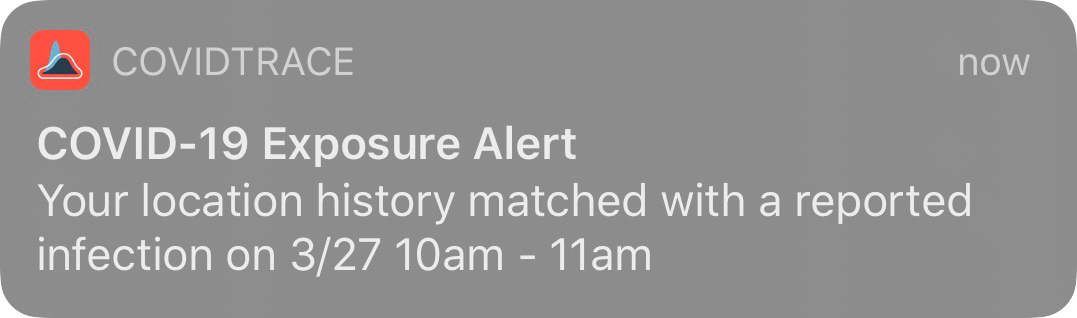 COVIDTRACE now
COVID-19 Exposure Alert
Your location history matched with a reported
infection on 3/27 10am - 11am